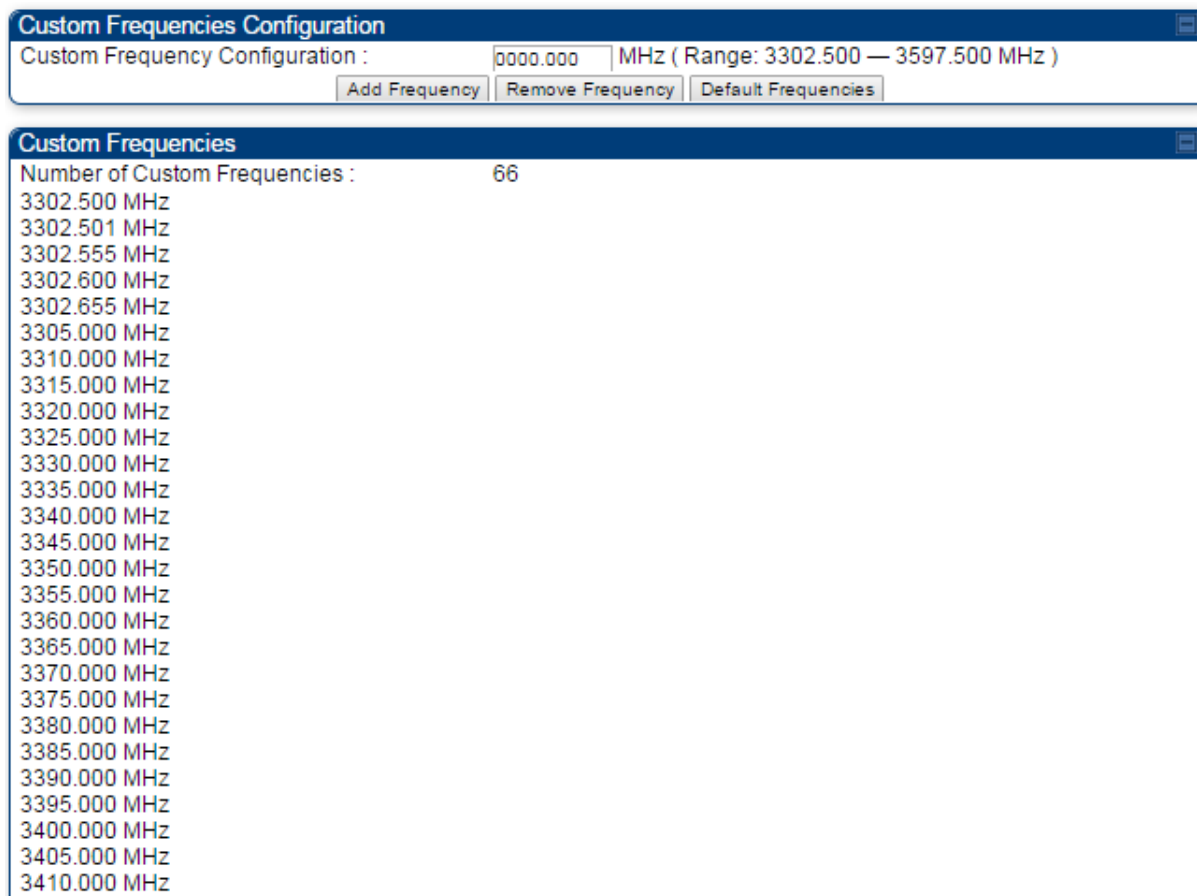 Custom Frequencies Configuration
Custom Frequency Configuration : 0000.000 MHz ( Range: 3302.500 — 3597.500 MHz )
Add Frequency Remove Frequency Default Frequencies
Custom Frequencies
Number of Custom Frequencies : 66
3302.500 MHz
3302.501 MHz
3302.555 MHz
3302.600 MHz
3302.655 MHz
3305.000 MHz
3310.000 MHz
3315.000 MHz
3320.000 MHz
3325.000 MHz
3330.000 MHz
3335.000 MHz
3340.000 MHz
3345.000 MHz
3350.000 MHz
3355.000 MHz
3360.000 MHz
3365.000 MHz
3370.000 MHz
3375.000 MHz
3380.000 MHz
3385.000 MHz
3390.000 MHz
3395.000 MHz
3400.000 MHz
3405.000 MHz
3410.000 MHz